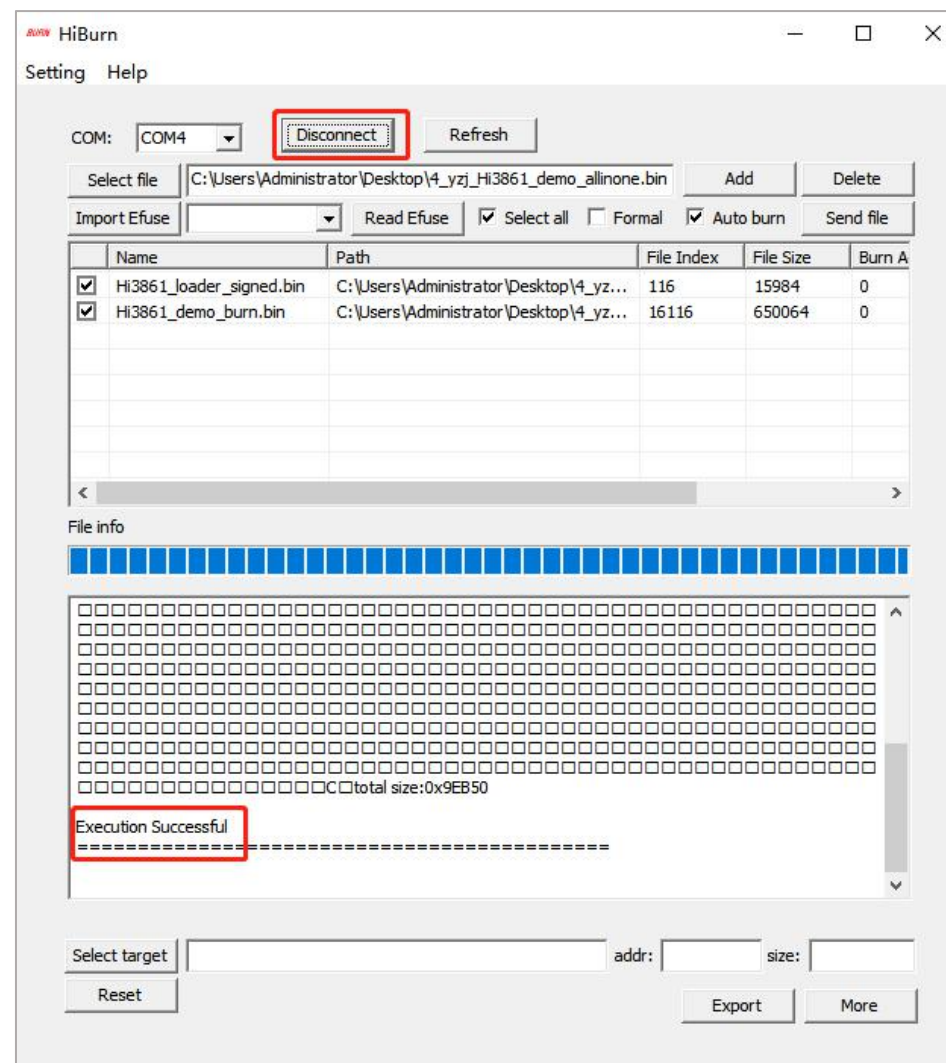 BURN HiBurn
Setting Help
COM: COM4 Disconnect Refresh
Select file C:\Users\Administrator\Desktop\4_yzj_Hi3861_demo_allinone.bin Add Delete
Import Efuse Read Efuse Select all Formal Auto burn Send file
Name Path File Index File Size Burn A
Hi3861_loader_signed.bin C:\Users\Administrator\Desktop\4_yz... 116 15984 0
Hi3861_demo_burn.bin C:\Users\Administrator\Desktop\4_yz... 16116 650064 0
File info
C□total size:0x9EB50
Execution Successful
============================================
Select target addr: size:
Reset
Export More